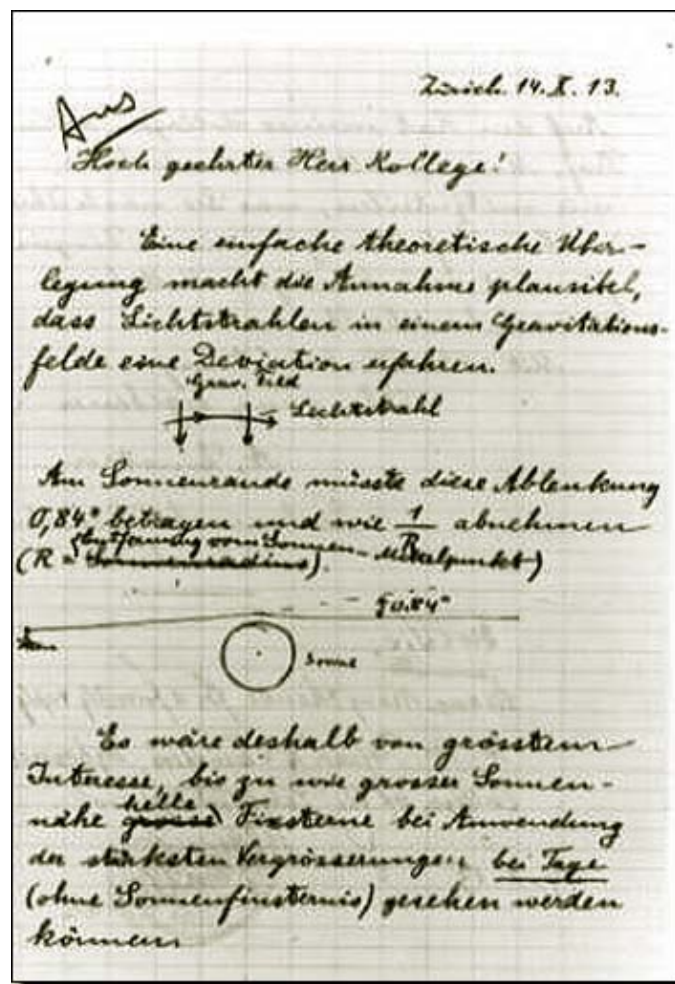 Zürich. 14. X. 13.
Aus
Hoch geehrter Herr Kollege!
Eine einfache theoretische Über-
legung macht die Annahme plausibel,
dass Lichtstrahlen in einem Gravitations-
felde eine Deviation erfahren.
Grav. Feld
Lichtstrahl
Am Sonnenrande müsste diese Ablenkung
0,84" betragen und wie 1/R abnehmen
(R = Entfernung vom Sonnen-Mittelpunkt)
0.84"
Sonne
Es wäre deshalb von grösstem
Interesse, bis zu wie grosser Sonnen-
nähe helle Fixsterne bei Anwendung
der stärksten Vergrösserungen bei Tage
(ohne Sonnenfinsternis) gesehen werden
können.